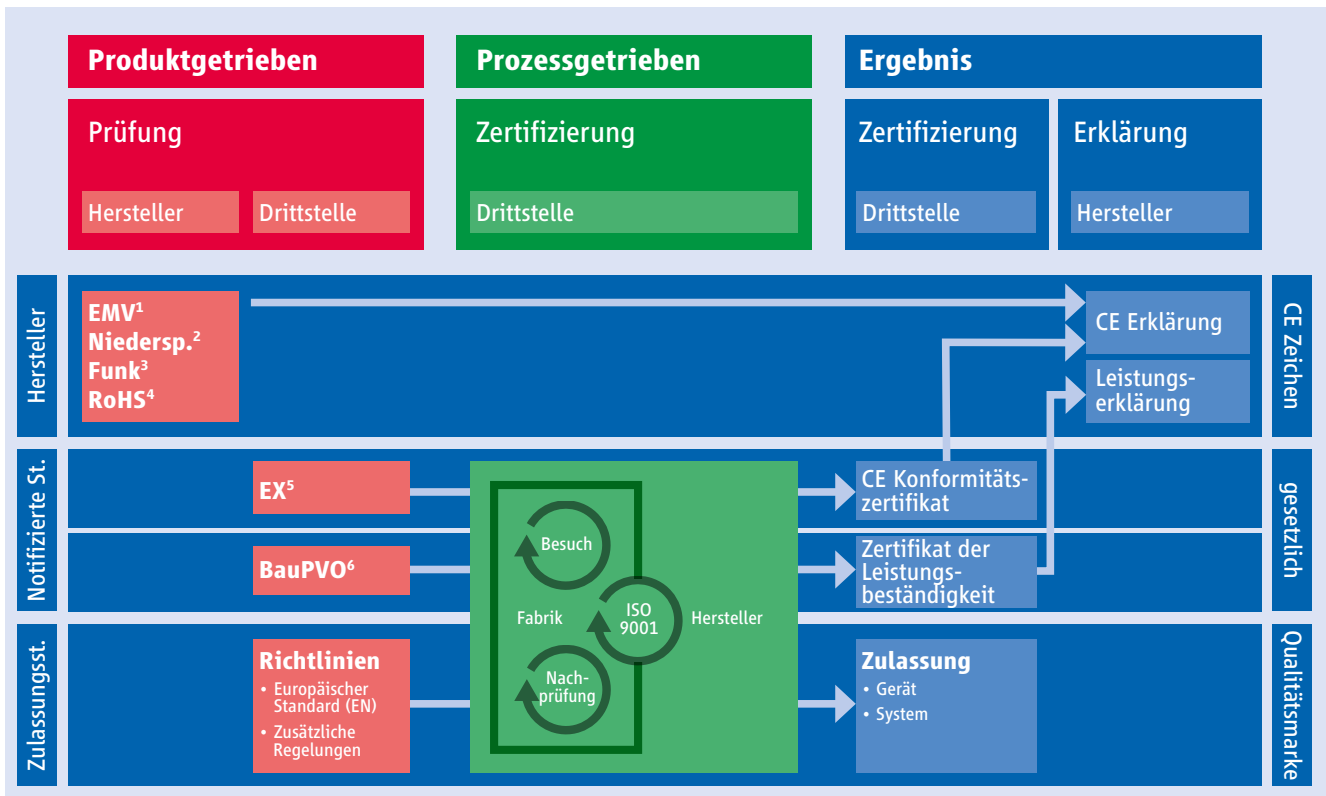 Produktgetrieben
Prozessgetrieben
Ergebnis
Prüfung
Hersteller
Drittstelle
Zertifizierung
Drittstelle
Zertifizierung
Drittstelle
Erklärung
Hersteller
Hersteller
EMV¹
Niedersp.²
Funk³
RoHS⁴
CE Erklärung
Leistungs-
erklärung
CE Zeichen
Notifizierte St.
EX⁵
BauPVO⁶
Besuch
Fabrik
ISO
9001
Hersteller
Nach-
prüfung
CE Konformitäts-
zertifikat
Zertifikat der
Leistungs-
beständigkeit
gesetzlich
Zulassungsst.
Richtlinien
• Europäischer
Standard (EN)
• Zusätzliche
Regelungen
Zulassung
• Gerät
• System
Qualitätsmarke